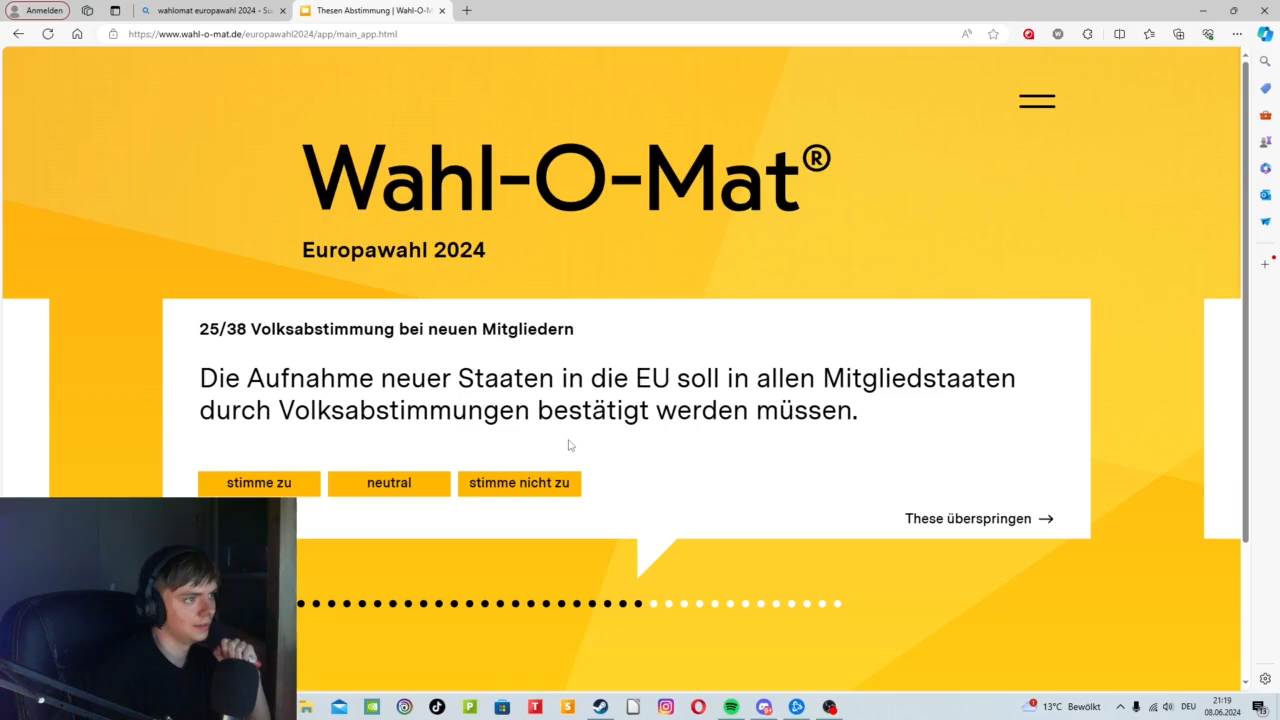 Anmelden
wahlomat europawahl 2024 - Su
Thesen Abstimmung | Wahl-O-M
https://www.wahl-o-mat.de/europawahl2024/app/main_app.html
Wahl-O-Mat®
Europawahl 2024
25/38 Volksabstimmung bei neuen Mitgliedern
Die Aufnahme neuer Staaten in die EU soll in allen Mitgliedstaaten
durch Volksabstimmungen bestätigt werden müssen.
stimme zu
neutral
stimme nicht zu
These überspringen
13°C Bewölkt
DEU
21:19
08.06.2024